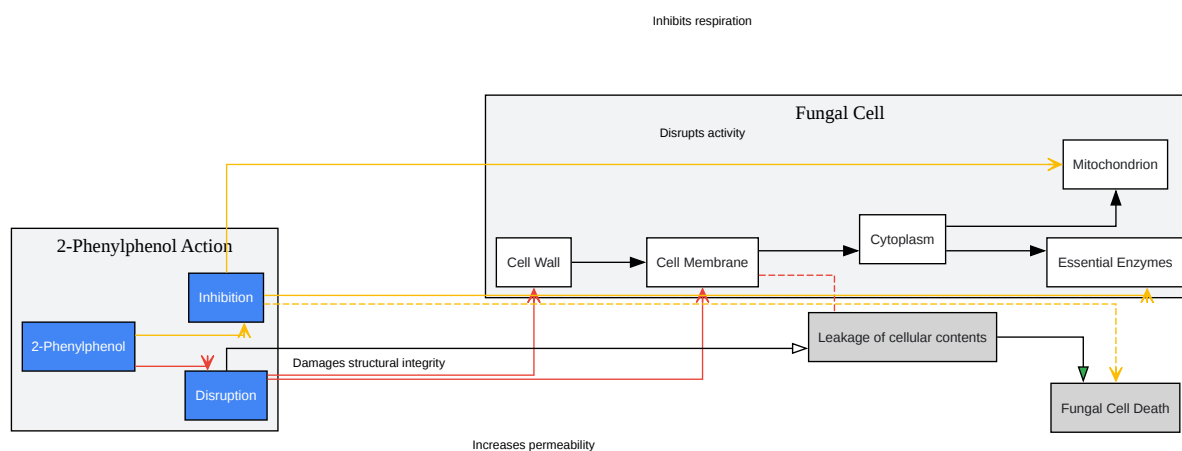 Inhibits respiration
Fungal Cell
Disrupts activity
Mitochondrion
2-Phenylphenol Action
Cytoplasm
Cell Wall
Cell Membrane
Essential Enzymes
Inhibition
Leakage of cellular contents
2-Phenylphenol
Damages structural integrity
Disruption
Fungal Cell Death
Increases permeability